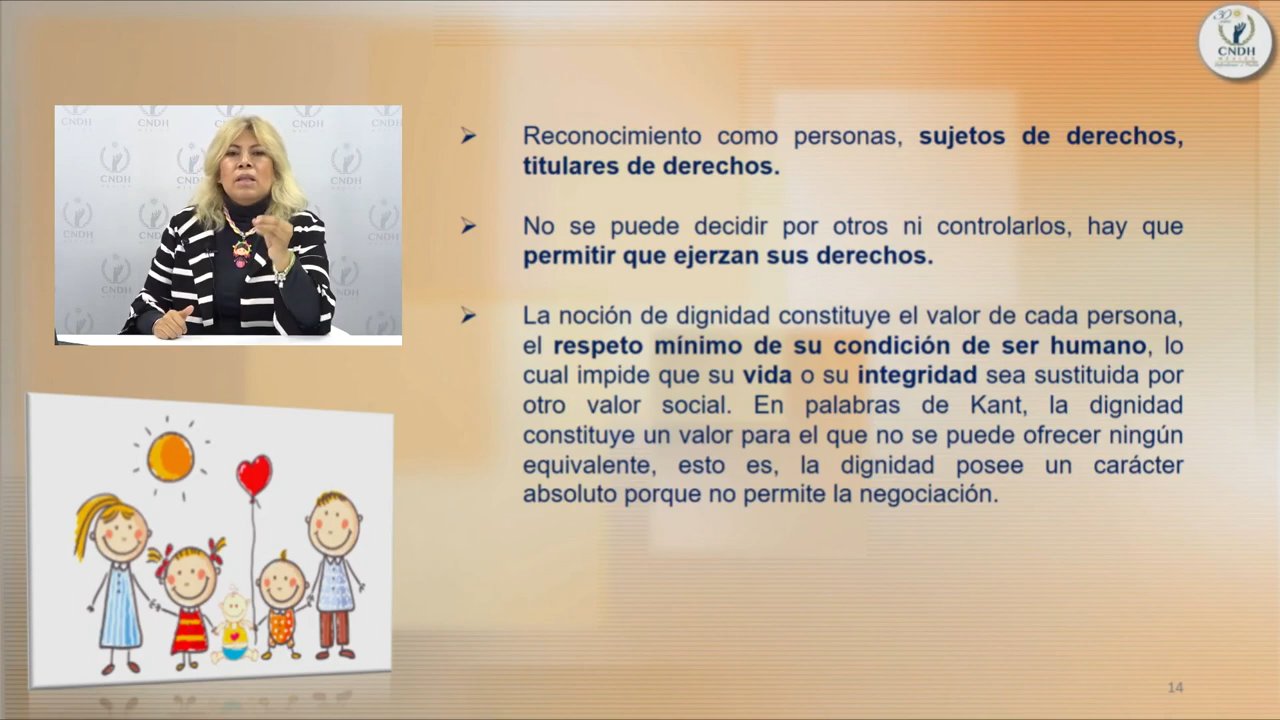 CNDH
MÉXICO
Reconocimiento como personas, sujetos de derechos,
titulares de derechos.
No se puede decidir por otros ni controlarlos, hay que
permitir que ejerzan sus derechos.
La noción de dignidad constituye el valor de cada persona,
el respeto mínimo de su condición de ser humano, lo
cual impide que su vida o su integridad sea sustituida por
otro valor social. En palabras de Kant, la dignidad
constituye un valor para el que no se puede ofrecer ningún
equivalente, esto es, la dignidad posee un carácter
absoluto porque no permite la negociación.
14